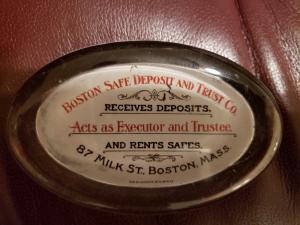 BOSTON SAFE DEPOSIT AND TRUST CO.
RECEIVES DEPOSITS.
Acts as Executor and Trustee
AND RENTS SAFES.
87 MILK ST. BOSTON, MASS.